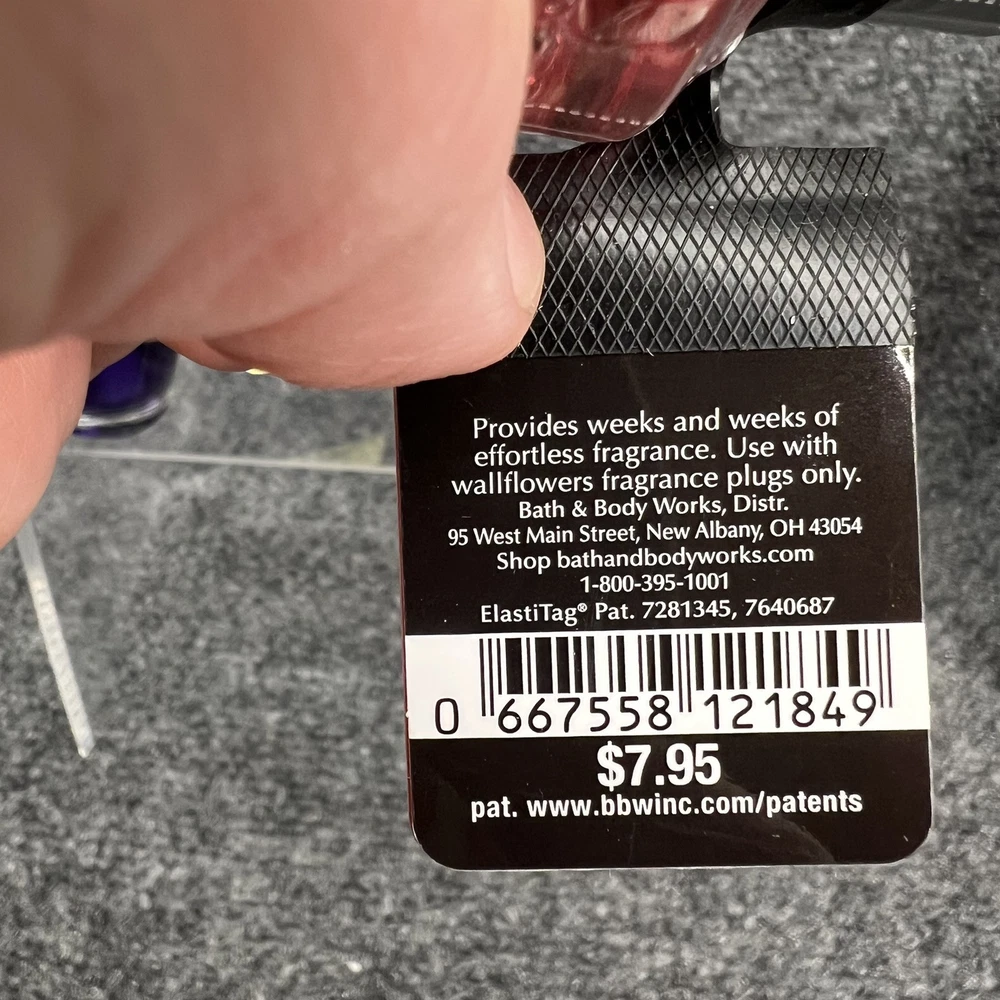 Provides weeks and weeks of
effortless fragrance. Use with
wallflowers fragrance plugs only.
Bath & Body Works, Distr.
95 West Main Street, New Albany, OH 43054
Shop bathandbodyworks.com
1-800-395-1001
ElastiTag® Pat. 7281345, 7640687
0 667558 121849
$7.95
pat. www.bbwinc.com/patents